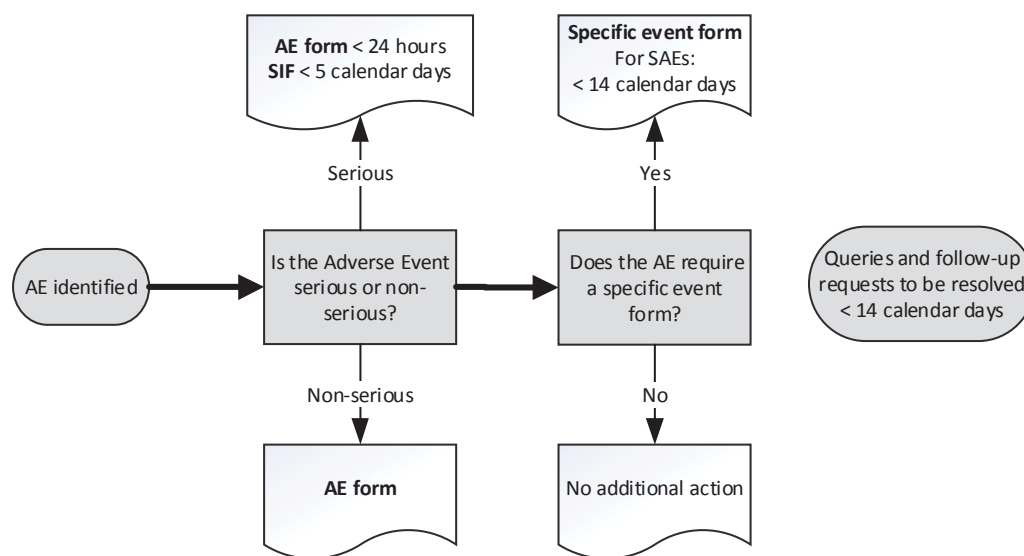 AE form < 24 hours
SIF < 5 calendar days
Specific event form
For SAEs:
< 14 calendar days
Serious
Yes
AE identified
Is the Adverse Event
serious or non-
serious?
Does the AE require
a specific event
form?
Queries and follow-up
requests to be resolved
< 14 calendar days
Non-serious
No
AE form
No additional action